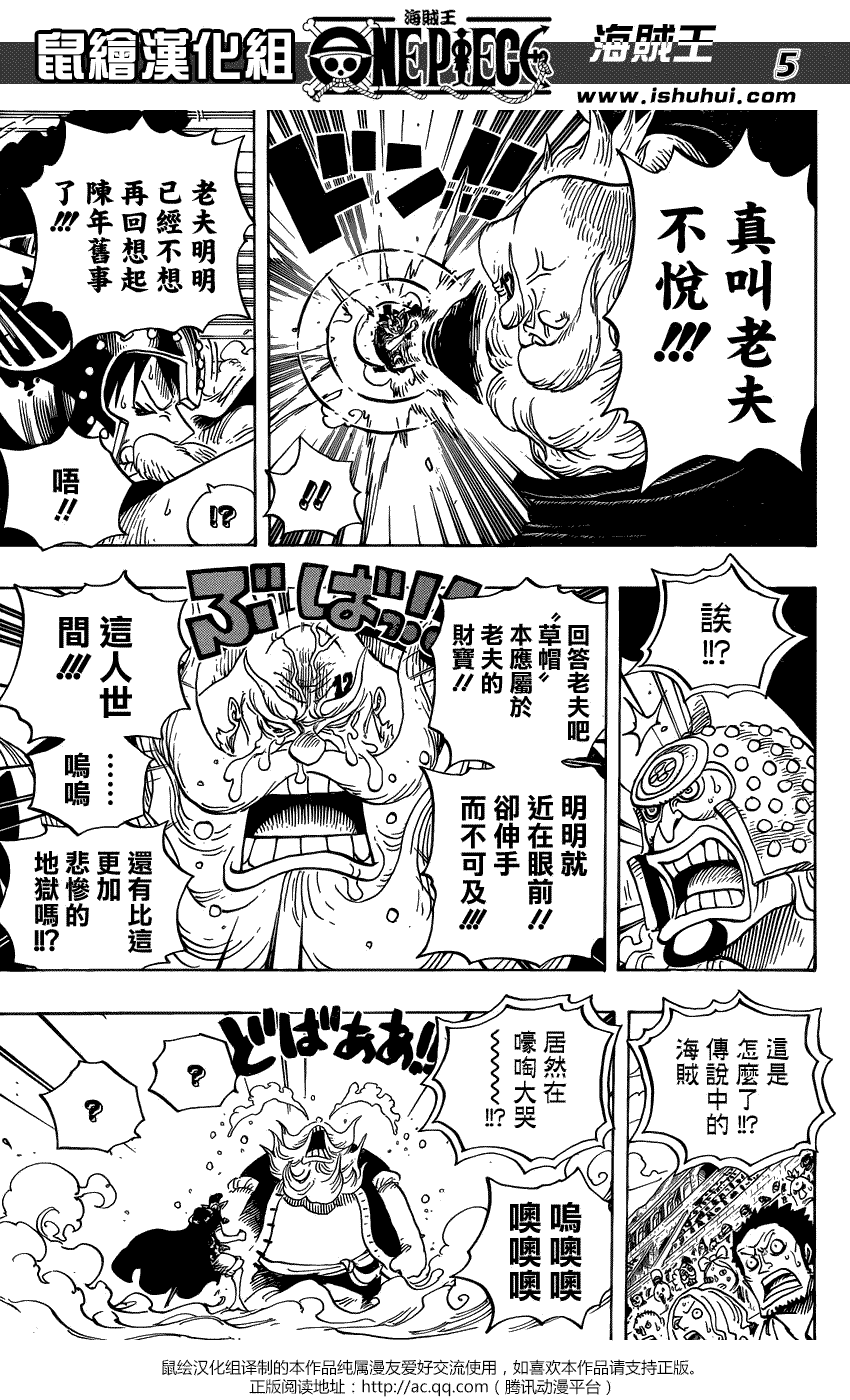 鼠繪漢化組
海賊王
ONE PIECE
海賊王
5
www.ishuhui.com
真叫老夫
不悅!!!
ドン
!!
老夫明明
已經不想
再回想起
陳年舊事
了!!!
唔!!
!?
誒!!?
ぶばっ!!
回答老夫吧
“草帽”
本應屬於
老夫的
財寶!!
明明就
近在眼前!!
卻伸手
而不可及!!!
這人世
間!!!
……
嗚嗚
還有比這
更加
悲慘的
地獄嗎!!?
這是
怎麼了!!?
傳說中的
海賊
居然在
嚎啕大哭
~~~~!!?
どばああ!!
嗚噢噢
噢噢噢
?
?
12
鼠绘汉化组译制的本作品纯属漫友爱好交流使用，如喜欢本作品请支持正版。
正版阅读地址：http://ac.qq.com（腾讯动漫平台）